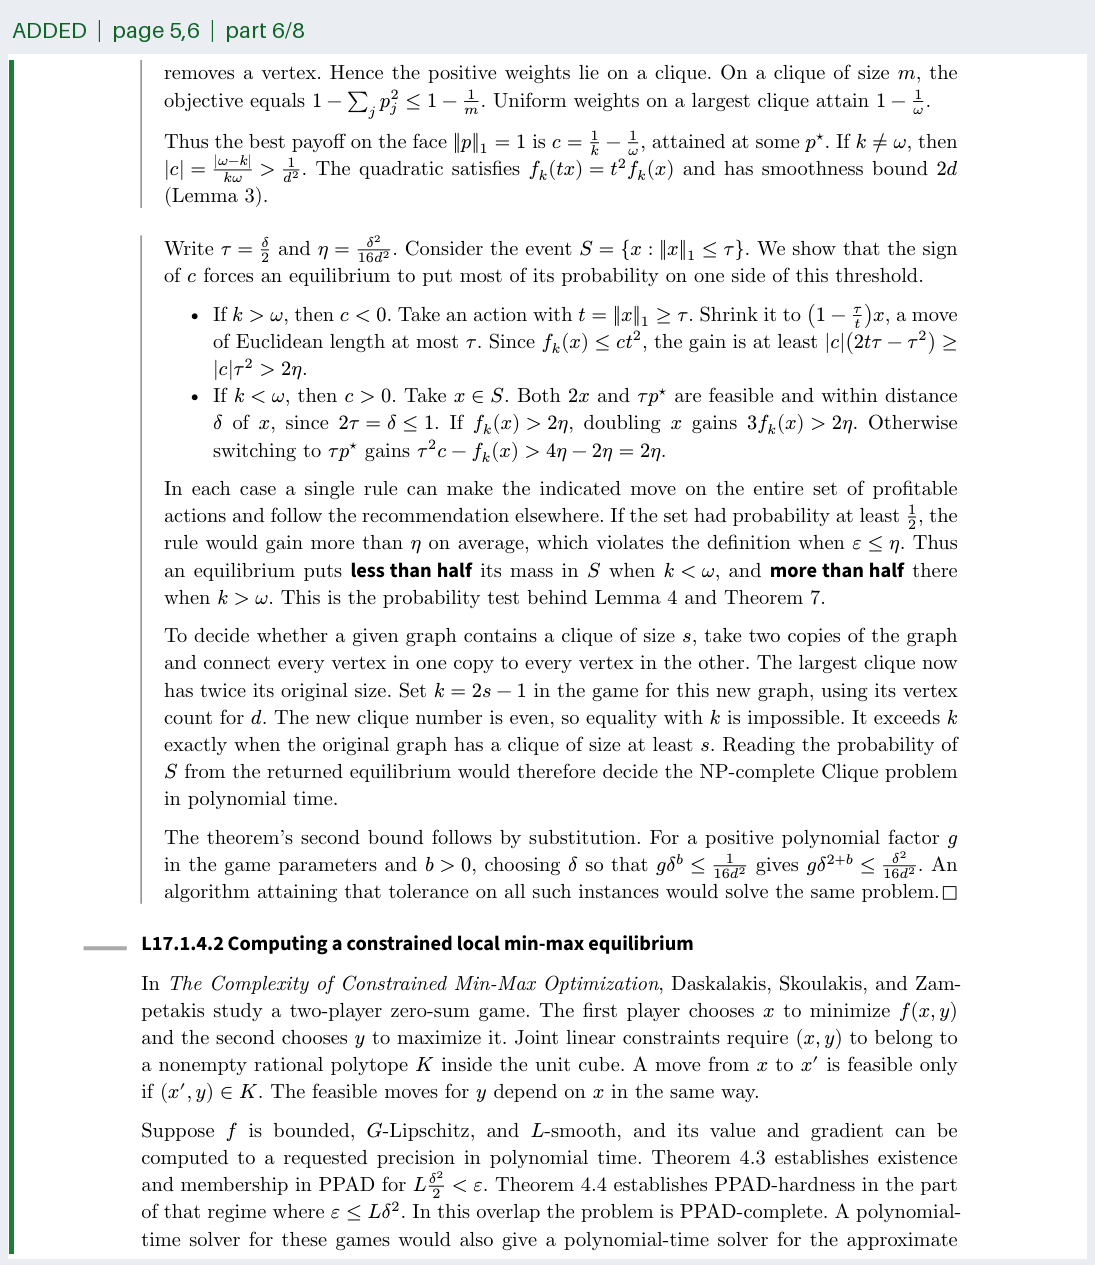 ADDED | page 5,6 | part 6/8
removes a vertex. Hence the positive weights lie on a clique. On a clique of size m, the
objective equals 1 − ∑_j p_j^2 ≤ 1 − 1/m. Uniform weights on a largest clique attain 1 − 1/ω.
Thus the best payoff on the face ‖p‖₁ = 1 is c = 1/k − 1/ω, attained at some p⋆. If k ≠ ω, then
|c| = |ω−k|/kω > 1/d². The quadratic satisfies f_k(tx) = t²f_k(x) and has smoothness bound 2d
(Lemma 3).
Write τ = δ/2 and η = δ²/16d². Consider the event S = {x : ‖x‖₁ ≤ τ}. We show that the sign
of c forces an equilibrium to put most of its probability on one side of this threshold.
• If k > ω, then c < 0. Take an action with t = ‖x‖₁ ≥ τ. Shrink it to (1 − τ/t)x, a move
of Euclidean length at most τ. Since f_k(x) ≤ ct², the gain is at least |c|(2tτ − τ²) ≥
|c|τ² > 2η.
• If k < ω, then c > 0. Take x ∈ S. Both 2x and τp⋆ are feasible and within distance
δ of x, since 2τ = δ ≤ 1. If f_k(x) > 2η, doubling x gains 3f_k(x) > 2η. Otherwise
switching to τp⋆ gains τ²c − f_k(x) > 4η − 2η = 2η.
In each case a single rule can make the indicated move on the entire set of profitable
actions and follow the recommendation elsewhere. If the set had probability at least 1/2, the
rule would gain more than η on average, which violates the definition when ε ≤ η. Thus
an equilibrium puts less than half its mass in S when k < ω, and more than half there
when k > ω. This is the probability test behind Lemma 4 and Theorem 7.
To decide whether a given graph contains a clique of size s, take two copies of the graph
and connect every vertex in one copy to every vertex in the other. The largest clique now
has twice its original size. Set k = 2s − 1 in the game for this new graph, using its vertex
count for d. The new clique number is even, so equality with k is impossible. It exceeds k
exactly when the original graph has a clique of size at least s. Reading the probability of
S from the returned equilibrium would therefore decide the NP-complete Clique problem
in polynomial time.
The theorem's second bound follows by substitution. For a positive polynomial factor g
in the game parameters and b > 0, choosing δ so that gδ^b ≤ 1/16d² gives gδ^{2+b} ≤ δ²/16d². An
algorithm attaining that tolerance on all such instances would solve the same problem.□
L17.1.4.2 Computing a constrained local min-max equilibrium
In The Complexity of Constrained Min-Max Optimization, Daskalakis, Skoulakis, and Zam-
petakis study a two-player zero-sum game. The first player chooses x to minimize f(x, y)
and the second chooses y to maximize it. Joint linear constraints require (x, y) to belong to
a nonempty rational polytope K inside the unit cube. A move from x to x′ is feasible only
if (x′, y) ∈ K. The feasible moves for y depend on x in the same way.
Suppose f is bounded, G-Lipschitz, and L-smooth, and its value and gradient can be
computed to a requested precision in polynomial time. Theorem 4.3 establishes existence
and membership in PPAD for L δ²/2 < ε. Theorem 4.4 establishes PPAD-hardness in the part
of that regime where ε ≤ Lδ². In this overlap the problem is PPAD-complete. A polynomial-
time solver for these games would also give a polynomial-time solver for the approximate